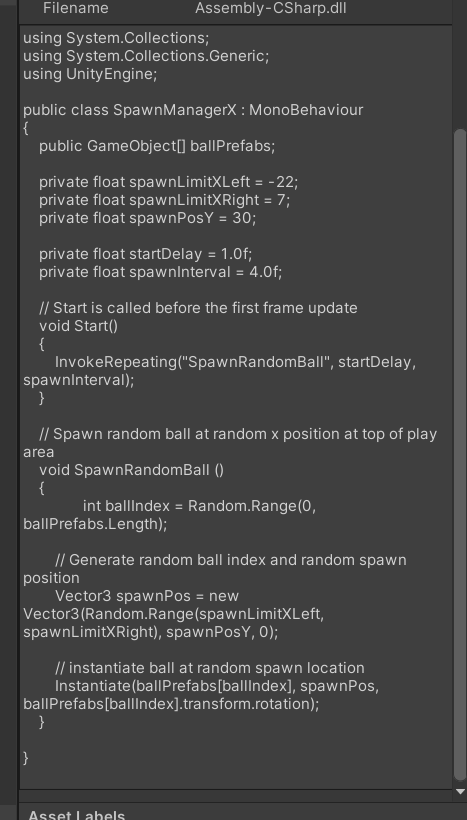 Filename Assembly-CSharp.dll
using System.Collections;
using System.Collections.Generic;
using UnityEngine;
public class SpawnManagerX : MonoBehaviour
{
public GameObject[] ballPrefabs;
private float spawnLimitXLeft = -22;
private float spawnLimitXRight = 7;
private float spawnPosY = 30;
private float startDelay = 1.0f;
private float spawnInterval = 4.0f;
// Start is called before the first frame update
void Start()
{
InvokeRepeating("SpawnRandomBall", startDelay,
spawnInterval);
}
// Spawn random ball at random x position at top of play
area
void SpawnRandomBall ()
{
int ballIndex = Random.Range(0,
ballPrefabs.Length);
// Generate random ball index and random spawn
position
Vector3 spawnPos = new
Vector3(Random.Range(spawnLimitXLeft,
spawnLimitXRight), spawnPosY, 0);
// instantiate ball at random spawn location
Instantiate(ballPrefabs[ballIndex], spawnPos,
ballPrefabs[ballIndex].transform.rotation);
}
}
Asset Labels